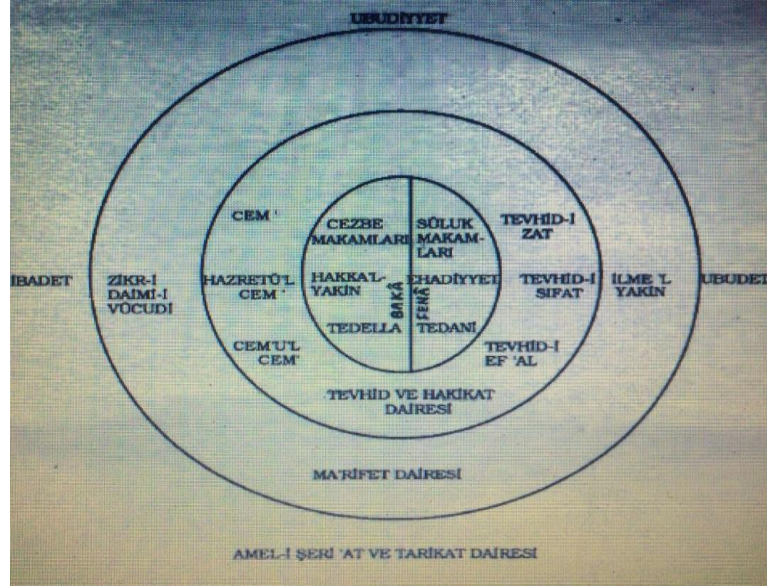 UBUDİYYET
CEM '
CEZBE
MAKAMLARI
SÜLUK
MAKAM-
LARI
TEVHİD-İ
ZAT
İBADET
ZİKR-İ
DAİMİ-İ
VÜCUDİ
HAZRETÜ'L
CEM '
HAKKA'L-
YAKİN
BAKÂ
FENÂ
EHADİYYET
TEVHİD-İ
SIFAT
İLME 'L
YAKİN
UBUDET
CEM'U'L
CEM'
TEDELLA
TEDANİ
TEVHİD-İ
EF 'AL
TEVHİD VE HAKİKAT
DAİRESİ
MA'RİFET DAİRESİ
AMEL-İ ŞERİ 'AT VE TARİKAT DAİRESİ